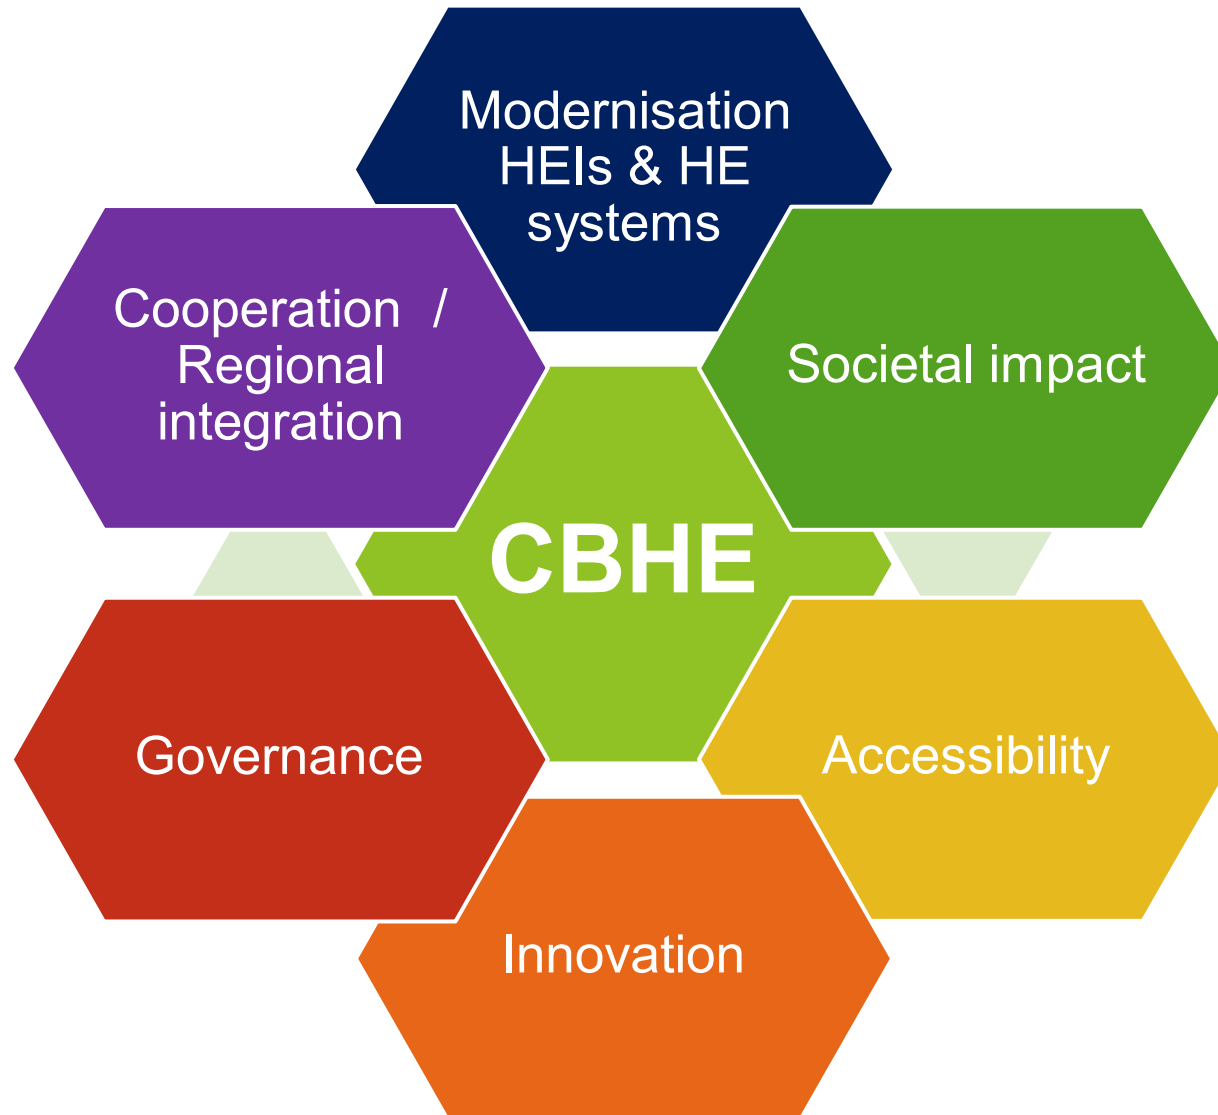 Modernisation
HEIs & HE
systems
Cooperation /
Regional
integration
Societal impact
CBHE
Governance
Accessibility
Innovation